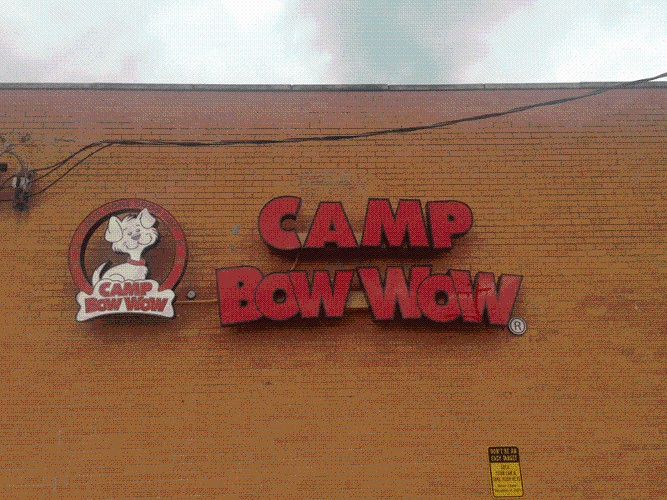 CAMP
BOW WOW
®
CAMP
BOW WOW
DON'T BE AN
EASY TARGET